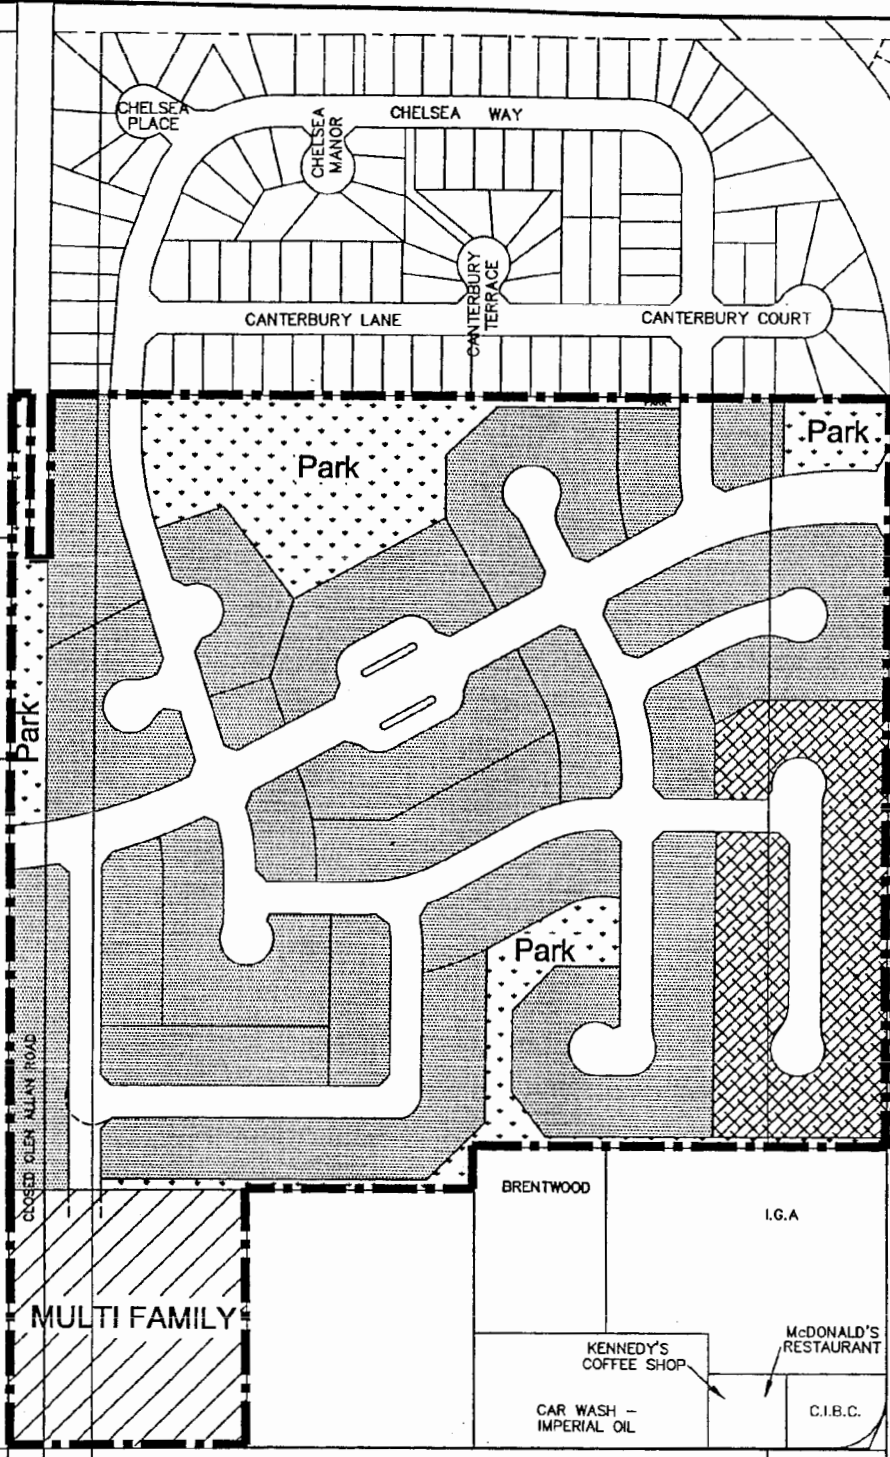 CHELSEA
PLACE
CHELSEA
MANOR
CHELSEA WAY
CANTERBURY
TERRACE
CANTERBURY LANE
CANTERBURY COURT
Park
PARK
Park
Park
Park
CLOSED GLEN ALLAN ROAD
MULTI FAMILY
BRENTWOOD
I.G.A
KENNEDY'S
COFFEE SHOP
McDONALD'S
RESTAURANT
CAR WASH –
IMPERIAL OIL
C.I.B.C.